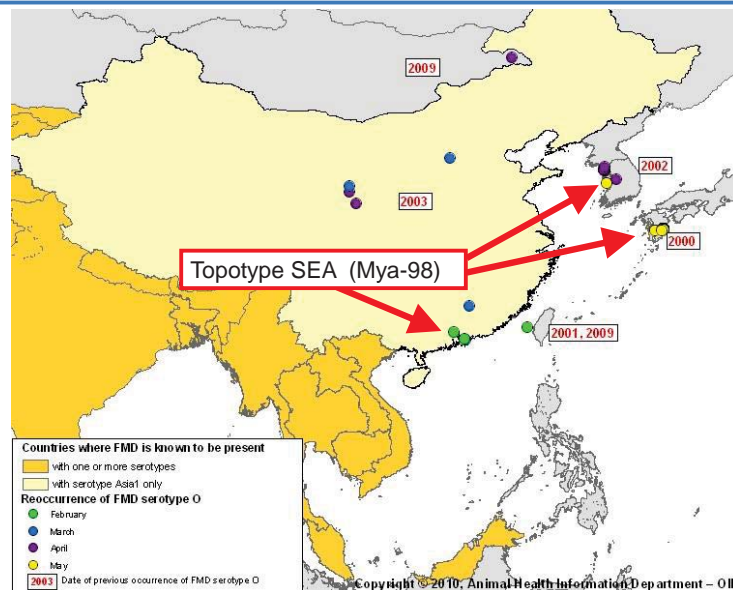 2009
2002
2003
2000
Topotype SEA (Mya-98)
2001, 2009
Countries where FMD is known to be present
with one or more serotypes
with serotype Asia1 only
Reoccurrence of FMD serotype O
February
March
April
May
2003 Date of previous occurrence of FMD serotype O
Copyright © 2010, Animal Health Information Department – OI